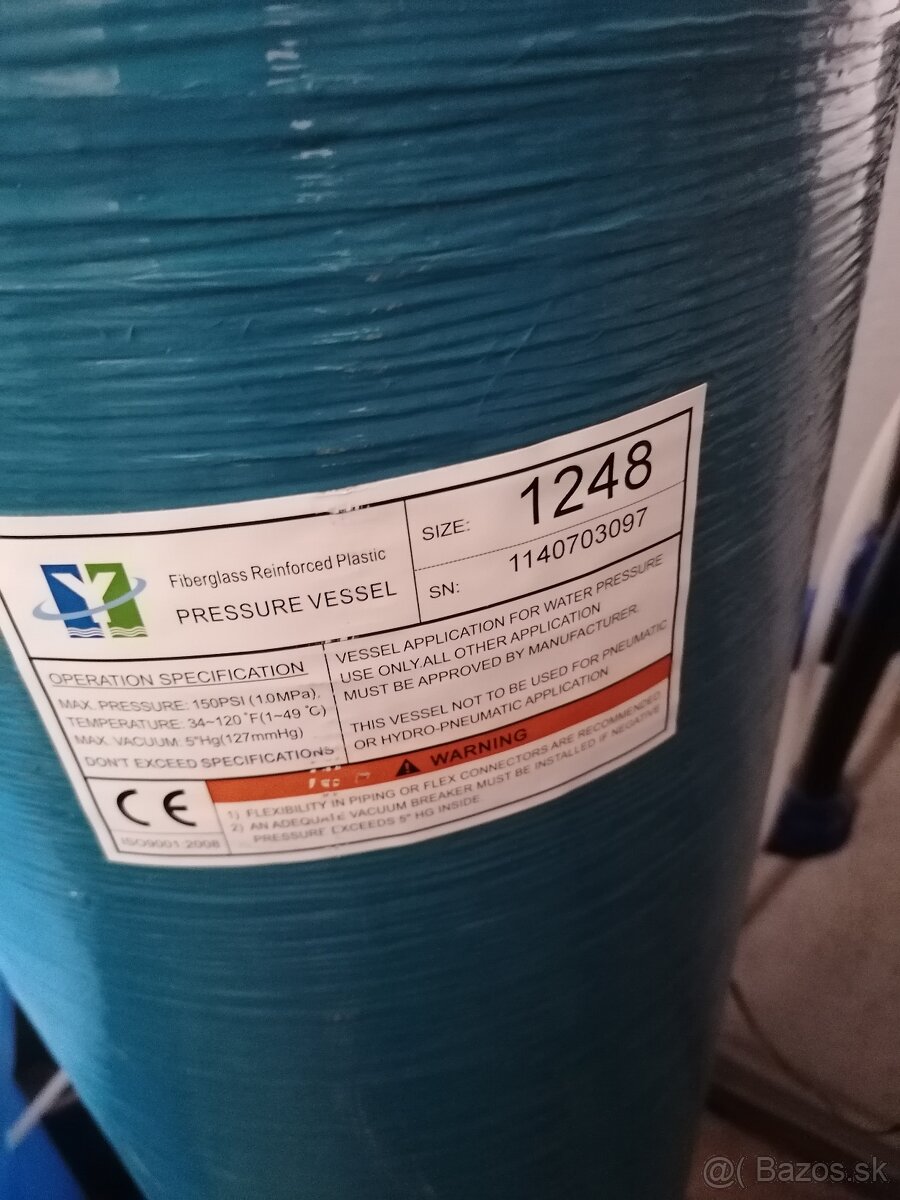 Fiberglass Reinforced Plastic
PRESSURE VESSEL
SIZE: 1248
SN: 1140703097
OPERATION SPECIFICATION
MAX. PRESSURE: 150PSI (1.0MPa).
TEMPERATURE: 34~120°F(1~49°C)
MAX. VACUUM: 5"Hg(127mmHg)
DON'T EXCEED SPECIFICATIONS
VESSEL APPLICATION FOR WATER PRESSURE
USE ONLY.ALL OTHER APPLICATION
MUST BE APPROVED BY MANUFACTURER.
THIS VESSEL NOT TO BE USED FOR PNEUMATIC
OR HYDRO-PNEUMATIC APPLICATION
WARNING
1) FLEXIBILITY IN PIPING OR FLEX CONNECTORS ARE RECOMMENDED
2) AN ADEQUATE VACUUM BREAKER MUST BE INSTALLED IF NEGATIVE
PRESSURE EXCEEDS 5" HG INSIDE
CE
ISO9001:2008
@( Bazos.sk